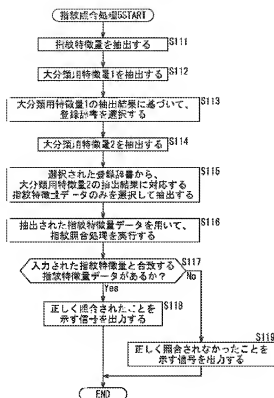 指紋照合処理5START
S111
指紋特徴量を抽出する
S112
大分類用特徴量1を抽出する
S113
大分類用特徴量1の抽出結果に基づいて、
登録辞書を選択する
S114
大分類用特徴量2を抽出する
S115
選択された登録辞書から、
大分類用特徴量2の抽出結果に対応する
指紋特徴量データのみを選択して抽出する
S116
抽出された指紋特徴量データを用いて、
指紋照合処理を実行する
S117
入力された指紋特徴量と合致する
指紋特徴量データがあるか?
No
Yes
S118
正しく照合されたことを
示す信号を出力する
S119
正しく照合されなかったことを
示す信号を出力する
END